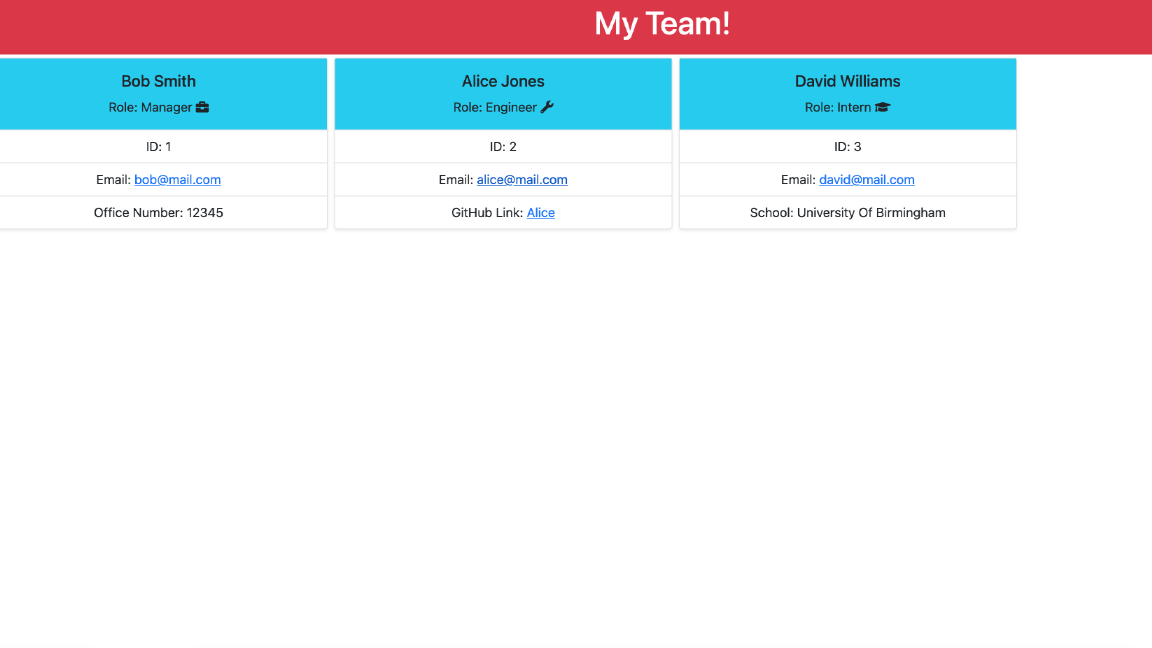 My Team!
Bob Smith
Role: Manager
ID: 1
Email: bob@mail.com
Office Number: 12345
Alice Jones
Role: Engineer
ID: 2
Email: alice@mail.com
GitHub Link: Alice
David Williams
Role: Intern
ID: 3
Email: david@mail.com
School: University Of Birmingham